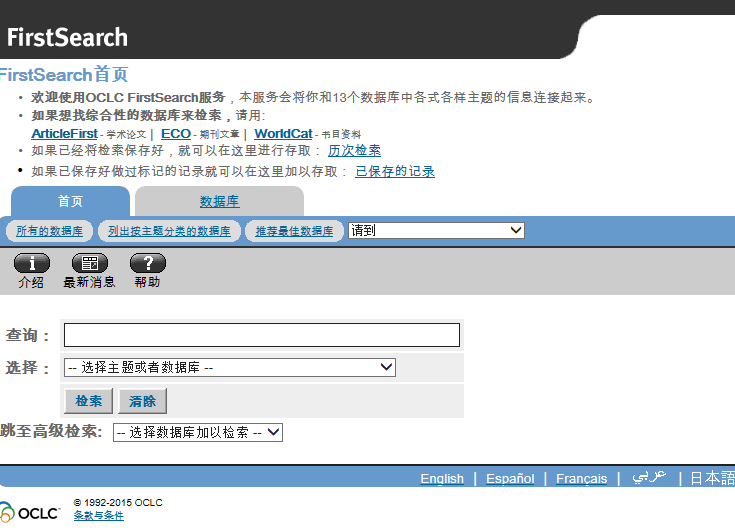 FirstSearch
FirstSearch首页
• 欢迎使用OCLC FirstSearch服务，本服务会将你和13个数据库中各式各样主题的信息连接起来。
• 如果想找综合性的数据库来检索，请用:
ArticleFirst - 学术论文 | ECO - 期刊文章 | WorldCat - 书目资料
• 如果已经将检索保存好，就可以在这里进行存取： 历次检索
• 如果已保存好做过标记的记录就可以在这里加以存取： 已保存的记录
首页 数据库
所有的数据库 列出按主题分类的数据库 推荐最佳数据库 请到
介绍 最新消息 帮助
查询：
选择： -- 选择主题或者数据库 --
检索 清除
跳至高级检索: -- 选择数据库加以检索 --
English | Español | Français | عربي | 日本語
OCLC™ © 1992-2015 OCLC
条款与条件